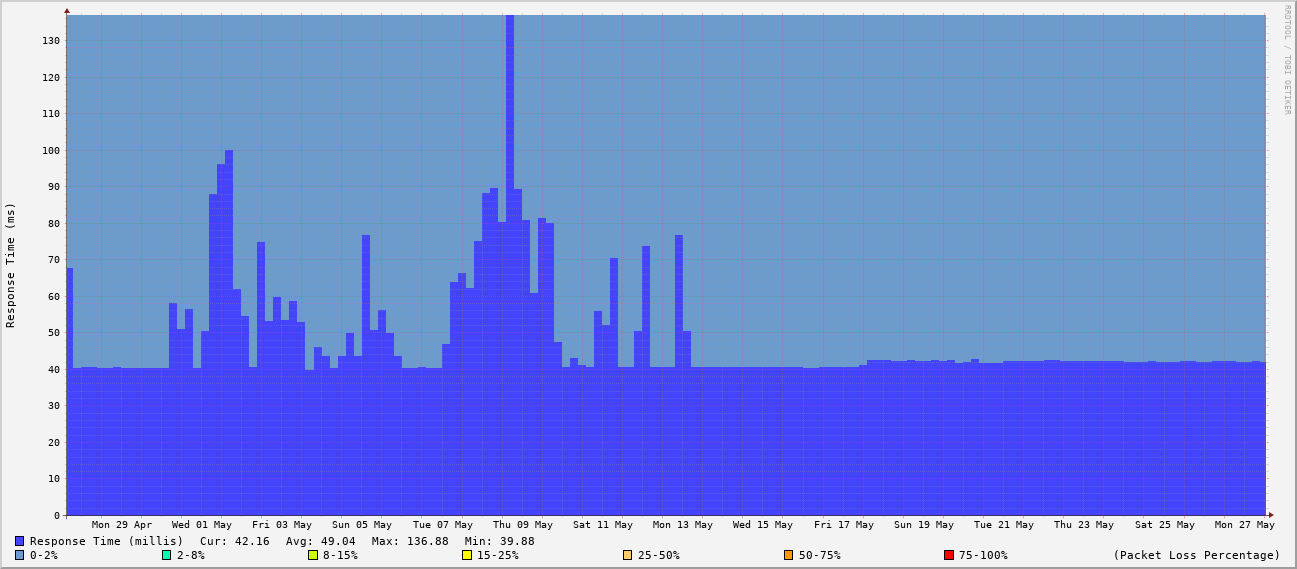 RRDTOOL / TOBI OETIKER
Response Time (ms)
130
120
110
100
90
80
70
60
50
40
30
20
10
0
Mon 29 Apr Wed 01 May Fri 03 May Sun 05 May Tue 07 May Thu 09 May Sat 11 May Mon 13 May Wed 15 May Fri 17 May Sun 19 May Tue 21 May Thu 23 May Sat 25 May Mon 27 May
Response Time (millis) Cur: 42.16 Avg: 49.04 Max: 136.88 Min: 39.88
0-2% 2-8% 8-15% 15-25% 25-50% 50-75% 75-100% (Packet Loss Percentage)